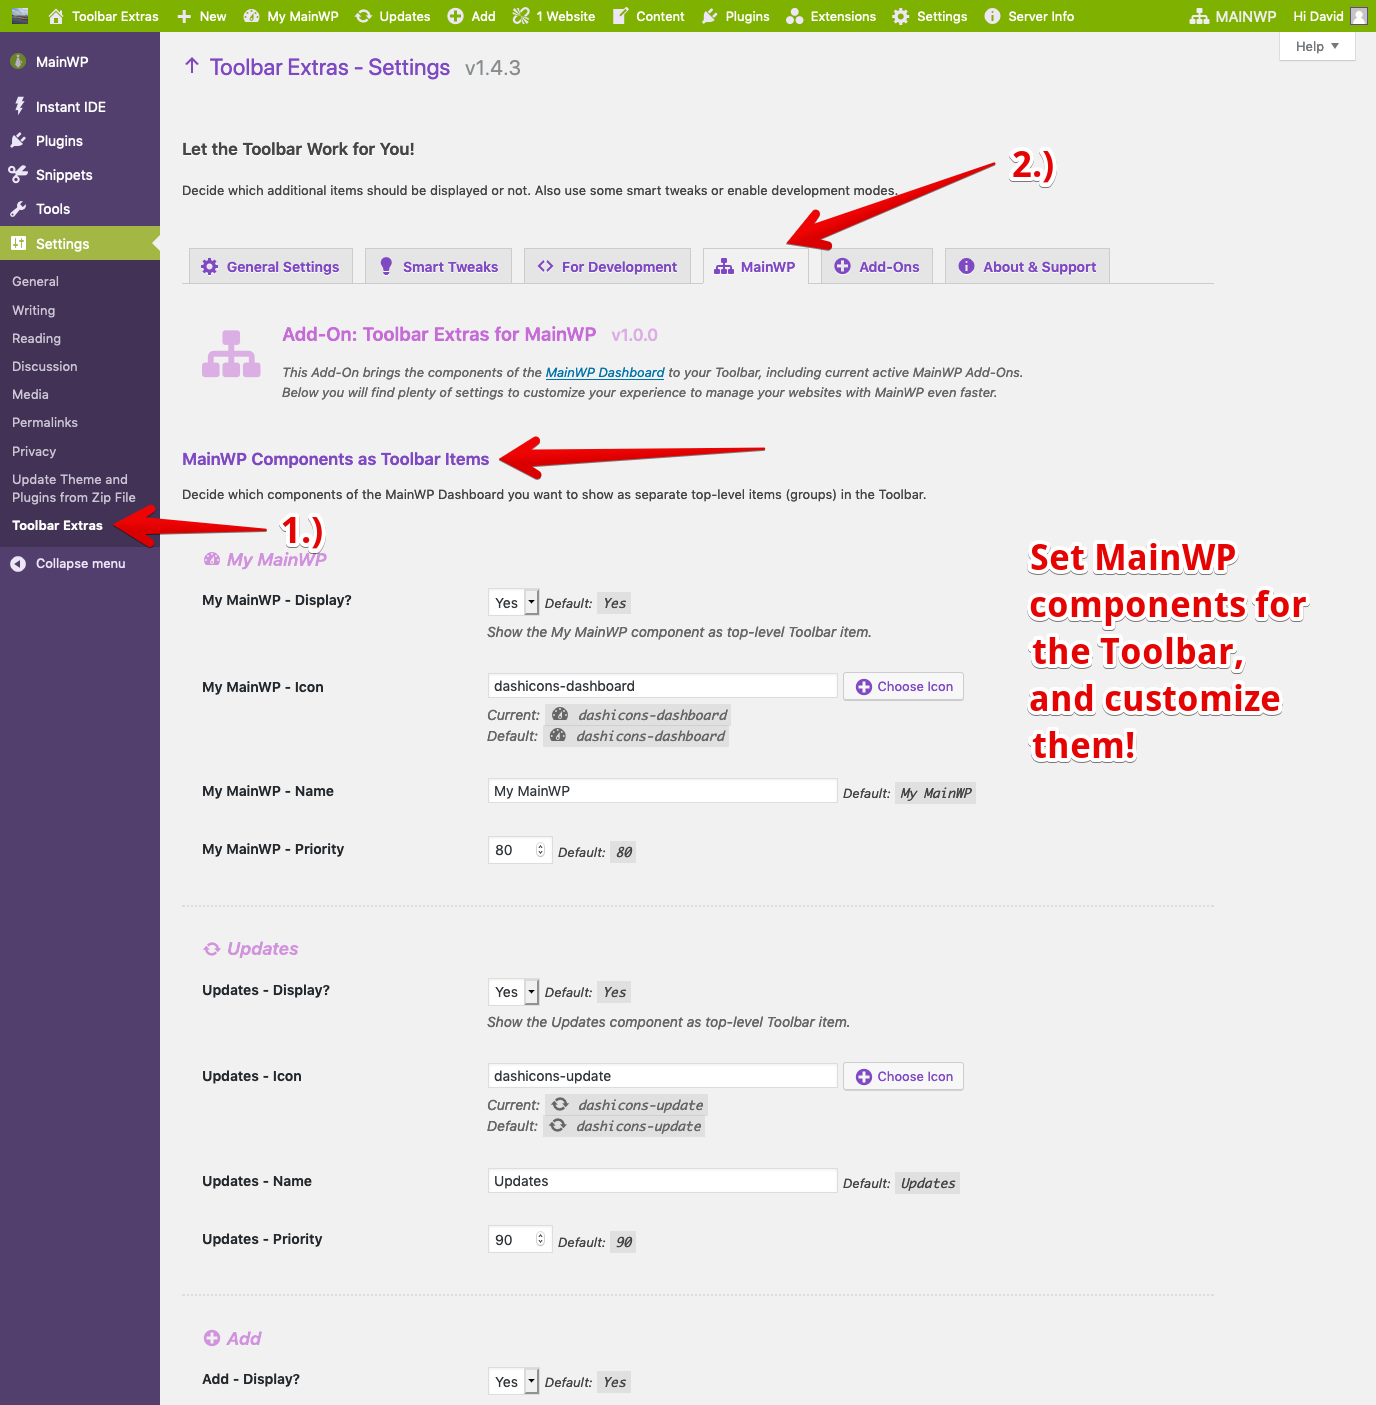 Toolbar Extras New My MainWP Updates Add 1 Website Content Plugins Extensions Settings Server Info MAINWP Hi David
Help
MainWP
Instant IDE
Plugins
Snippets
Tools
Settings
General
Writing
Reading
Discussion
Media
Permalinks
Privacy
Update Theme and
Plugins from Zip File
Toolbar Extras
Collapse menu
1.)
Toolbar Extras - Settings v1.4.3
Let the Toolbar Work for You!
2.)
Decide which additional items should be displayed or not. Also use some smart tweaks or enable development modes.
General Settings Smart Tweaks For Development MainWP Add-Ons About & Support
Add-On: Toolbar Extras for MainWP v1.0.0
This Add-On brings the components of the MainWP Dashboard to your Toolbar, including current active MainWP Add-Ons.
Below you will find plenty of settings to customize your experience to manage your websites with MainWP even faster.
MainWP Components as Toolbar Items
Decide which components of the MainWP Dashboard you want to show as separate top-level items (groups) in the Toolbar.
My MainWP
My MainWP - Display? Yes Default: Yes
Show the My MainWP component as top-level Toolbar item.
My MainWP - Icon dashicons-dashboard Choose Icon
Current: dashicons-dashboard
Default: dashicons-dashboard
My MainWP - Name My MainWP Default: My MainWP
My MainWP - Priority 80 Default: 80
Set MainWP
components for
the Toolbar,
and customize
them!
Updates
Updates - Display? Yes Default: Yes
Show the Updates component as top-level Toolbar item.
Updates - Icon dashicons-update Choose Icon
Current: dashicons-update
Default: dashicons-update
Updates - Name Updates Default: Updates
Updates - Priority 90 Default: 90
Add
Add - Display? Yes Default: Yes